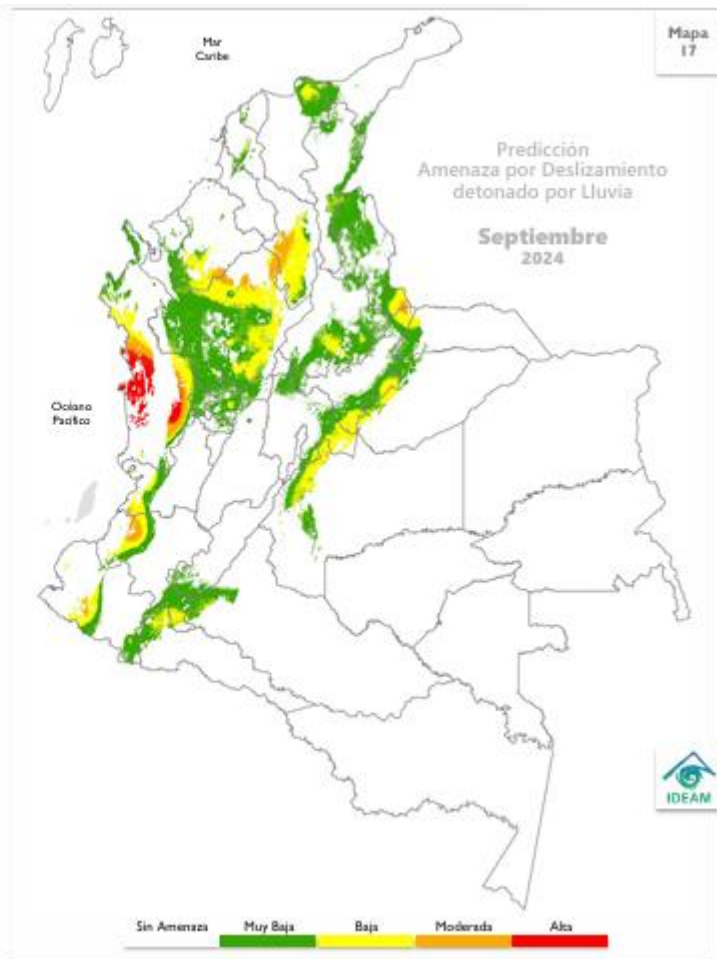 Mapa
17
Mar
Caribe
Predicción
Amenaza por Deslizamiento
detonado por Lluvia
Septiembre
2024
Océano
Pacífico
IDEAM
Sin Amenaza
Muy Baja
Baja
Moderada
Alta